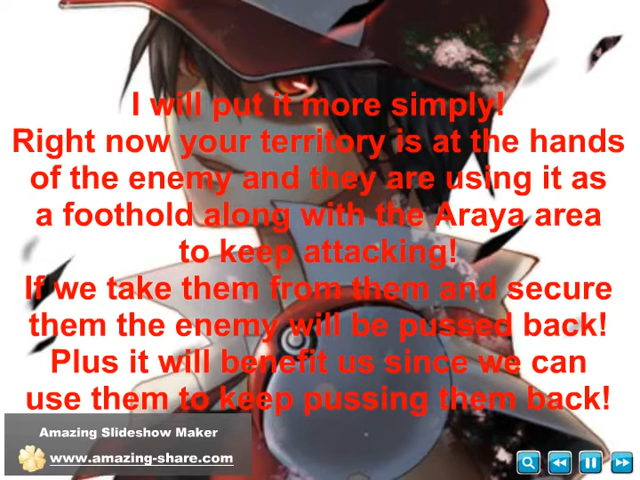 I will put it more simply!
Right now your territory is at the hands
of the enemy and they are using it as
a foothold along with the Araya area
to keep attacking!
If we take them from them and secure
them the enemy will be pussed back!
Plus it will benefit us since we can
use them to keep pussing them back!
Amazing Slideshow Maker
www.amazing-share.com